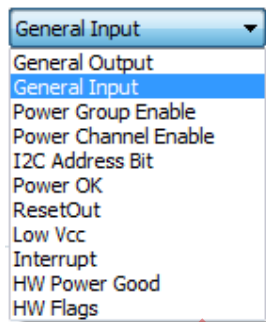 General Input
General Output
General Input
Power Group Enable
Power Channel Enable
I2C Address Bit
Power OK
ResetOut
Low Vcc
Interrupt
HW Power Good
HW Flags